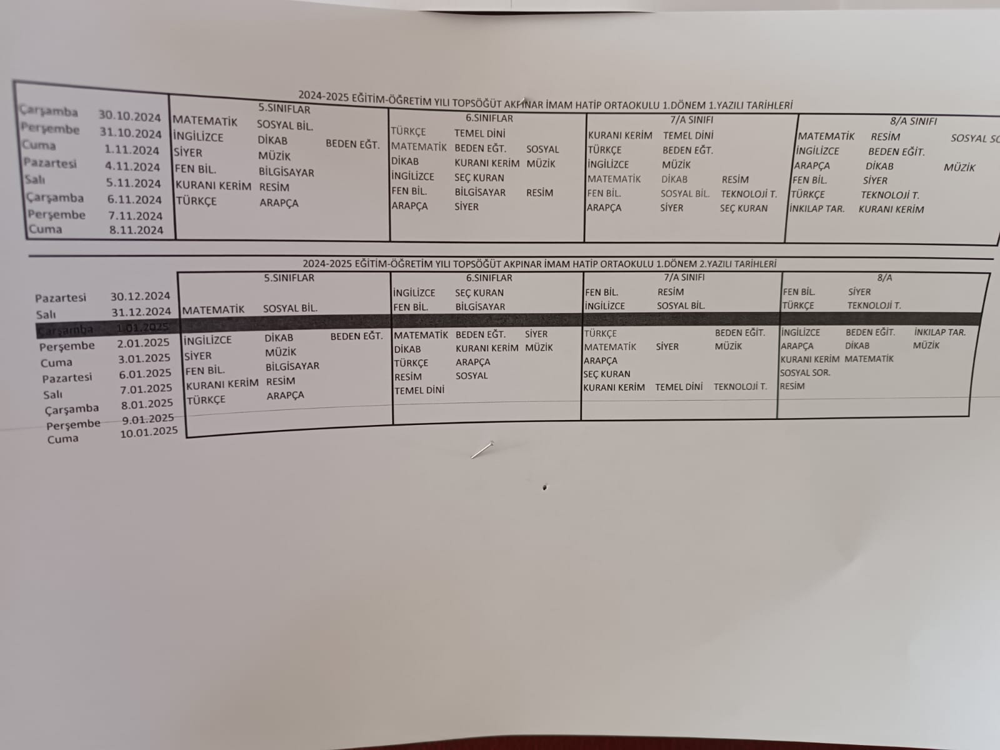 2024-2025 EĞİTİM-ÖĞRETİM YILI TOPSÖĞÜT AKPINAR İMAM HATİP ORTAOKULU 1.DÖNEM 1.YAZILI TARİHLERİ
5.SINIFLAR 6.SINIFLAR 7/A SINIFI 8/A SINIFI
Çarşamba 30.10.2024 MATEMATİK SOSYAL BİL. TÜRKÇE TEMEL DİNİ KURANI KERİM TEMEL DİNİ MATEMATİK RESİM SOSYAL SO
Perşembe 31.10.2024 İNGİLİZCE DİKAB BEDEN EĞT. MATEMATİK BEDEN EĞT. SOSYAL TÜRKÇE BEDEN EĞT. İNGİLİZCE BEDEN EĞİT.
Cuma 1.11.2024 SİYER MÜZİK DİKAB KURANI KERİM MÜZİK İNGİLİZCE MÜZİK ARAPÇA DİKAB MÜZİK
Pazartesi 4.11.2024 FEN BİL. BİLGİSAYAR İNGİLİZCE SEÇ KURAN MATEMATİK DİKAB RESİM FEN BİL. SİYER
Salı 5.11.2024 KURANI KERİM RESİM FEN BİL. BİLGİSAYAR RESİM FEN BİL. SOSYAL BİL. TEKNOLOJİ T. TÜRKÇE TEKNOLOJİ T.
Çarşamba 6.11.2024 TÜRKÇE ARAPÇA ARAPÇA SİYER ARAPÇA SİYER SEÇ KURAN İNKILAP TAR. KURANI KERİM
Perşembe 7.11.2024
Cuma 8.11.2024
2024-2025 EĞİTİM-ÖĞRETİM YILI TOPSÖĞÜT AKPINAR İMAM HATİP ORTAOKULU 1.DÖNEM 2.YAZILI TARİHLERİ
5.SINIFLAR 6.SINIFLAR 7/A SINIFI 8/A
Pazartesi 30.12.2024 İNGİLİZCE SEÇ KURAN FEN BİL. RESİM FEN BİL. SİYER
Salı 31.12.2024 MATEMATİK SOSYAL BİL. FEN BİL. BİLGİSAYAR İNGİLİZCE SOSYAL BİL. TÜRKÇE TEKNOLOJİ T.
Çarşamba 1.01.2025
Perşembe 2.01.2025 İNGİLİZCE DİKAB BEDEN EĞT. MATEMATİK BEDEN EĞT. SİYER TÜRKÇE BEDEN EĞİT. İNGİLİZCE BEDEN EĞİT. İNKILAP TAR.
Cuma 3.01.2025 SİYER MÜZİK DİKAB KURANI KERİM MÜZİK MATEMATİK SİYER MÜZİK ARAPÇA DİKAB MÜZİK
Pazartesi 6.01.2025 FEN BİL. BİLGİSAYAR TÜRKÇE ARAPÇA ARAPÇA KURANI KERİM MATEMATİK
Salı 7.01.2025 KURANI KERİM RESİM RESİM SOSYAL SEÇ KURAN SOSYAL SOR.
Çarşamba 8.01.2025 TÜRKÇE ARAPÇA TEMEL DİNİ KURANI KERİM TEMEL DİNİ TEKNOLOJİ T. RESİM
Perşembe 9.01.2025
Cuma 10.01.2025